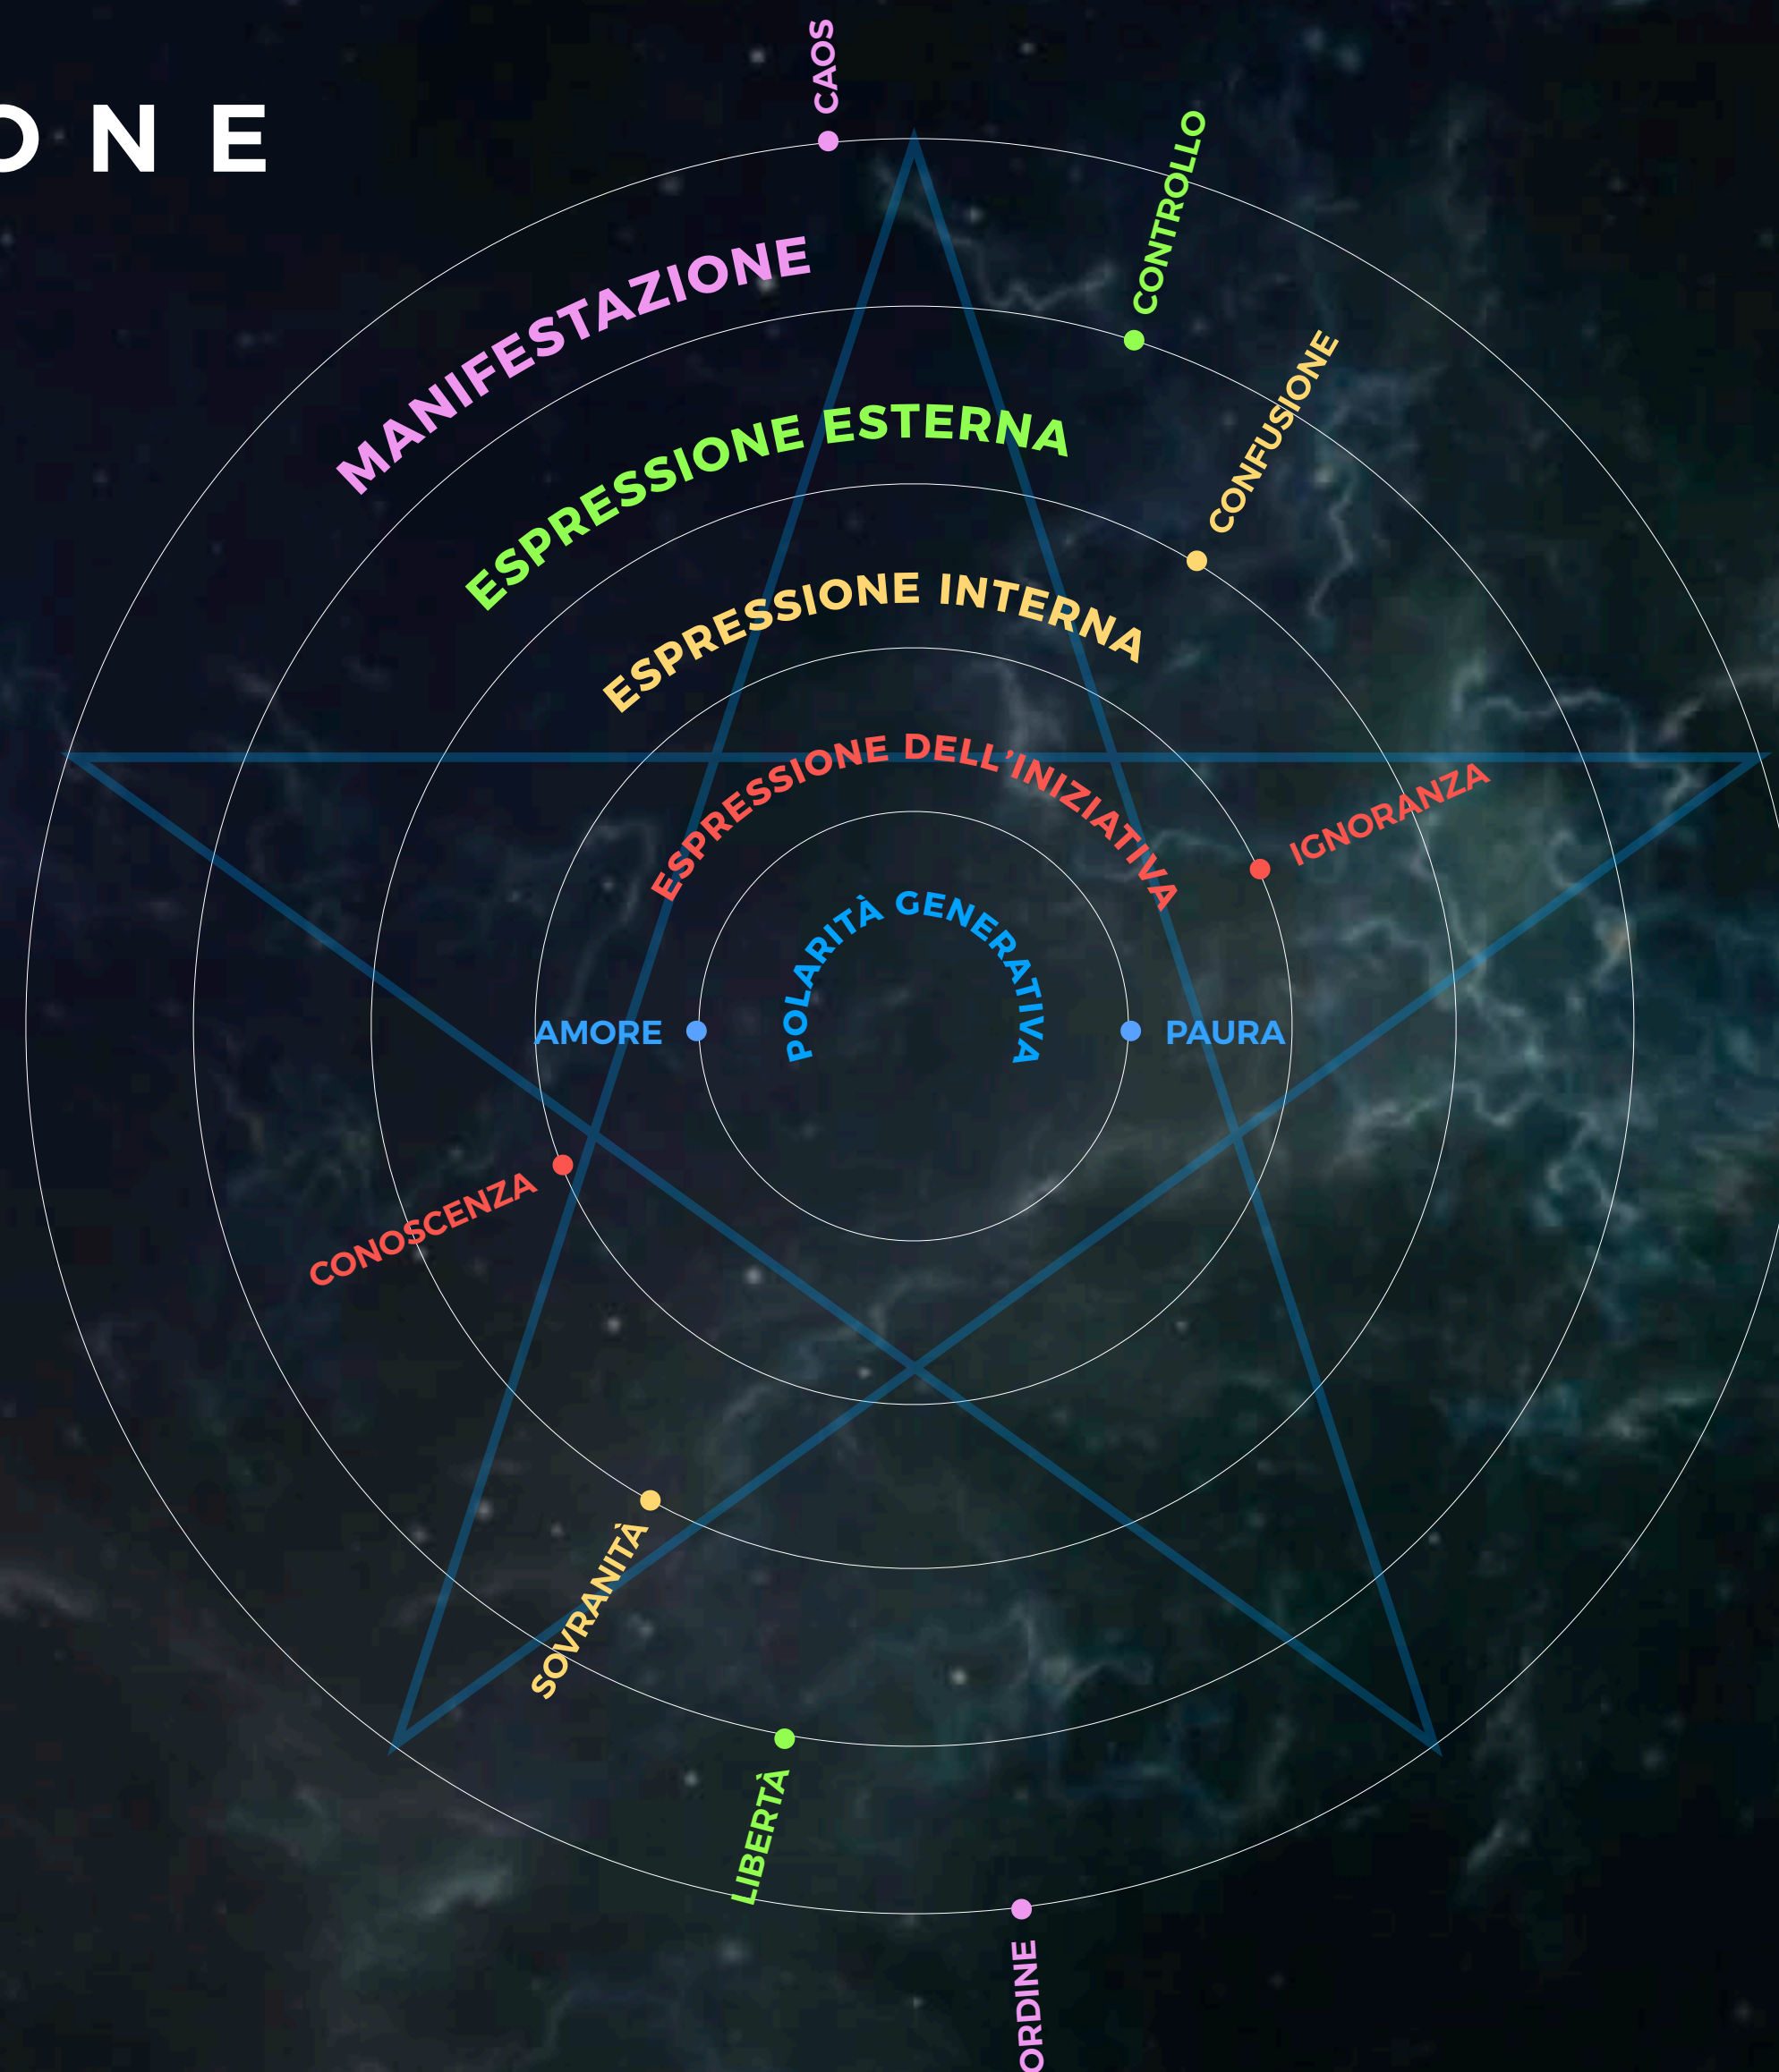 CAOS
ONE
CONTROLLO
MANIFESTAZIONE
CONFUSIONE
ESPRESSIONE ESTERNA
ESPRESSIONE INTERNA
ESPRESSIONE DELL'INIZIATIVA
IGNORANZA
POLARITÀ GENERATIVA
AMORE
PAURA
CONOSCENZA
SOVRANITÀ
LIBERTÀ
ORDINE